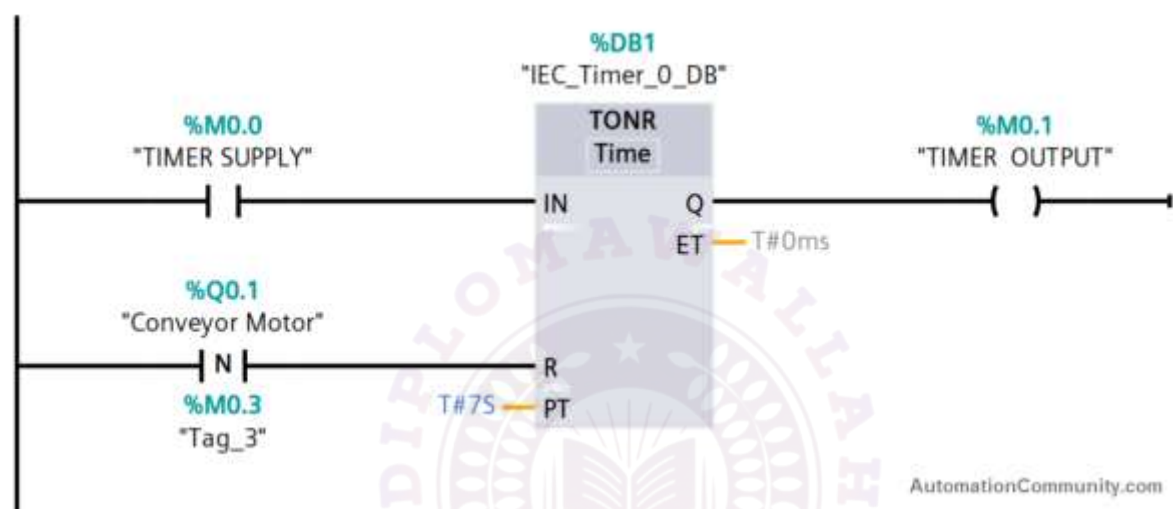 %DB1
"IEC_Timer_0_DB"
TONR
Time
%M0.0
"TIMER SUPPLY"
IN
Q
ET
T#0ms
%M0.1
"TIMER OUTPUT"
%Q0.1
"Conveyor Motor"
N
%M0.3
"Tag_3"
R
T#7S
PT
DIPLOMAWALLAH
AutomationCommunity.com